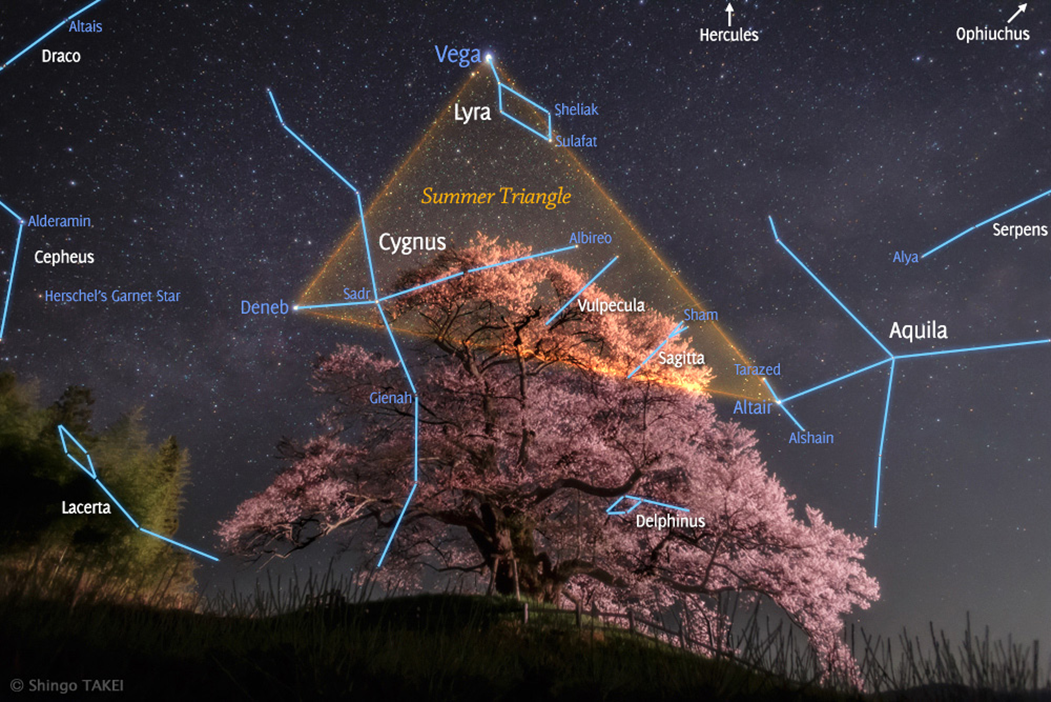 Altais
Draco
Hercules
Ophiuchus
Vega
Lyra
Sheliak
Sulafat
Summer Triangle
Alderamin
Cepheus
Herschel's Garnet Star
Cygnus
Albireo
Serpens
Alya
Deneb
Sadr
Vulpecula
Sham
Sagitta
Aquila
Tarazed
Altair
Alshain
Gienah
Lacerta
Delphinus
© Shingo TAKEI